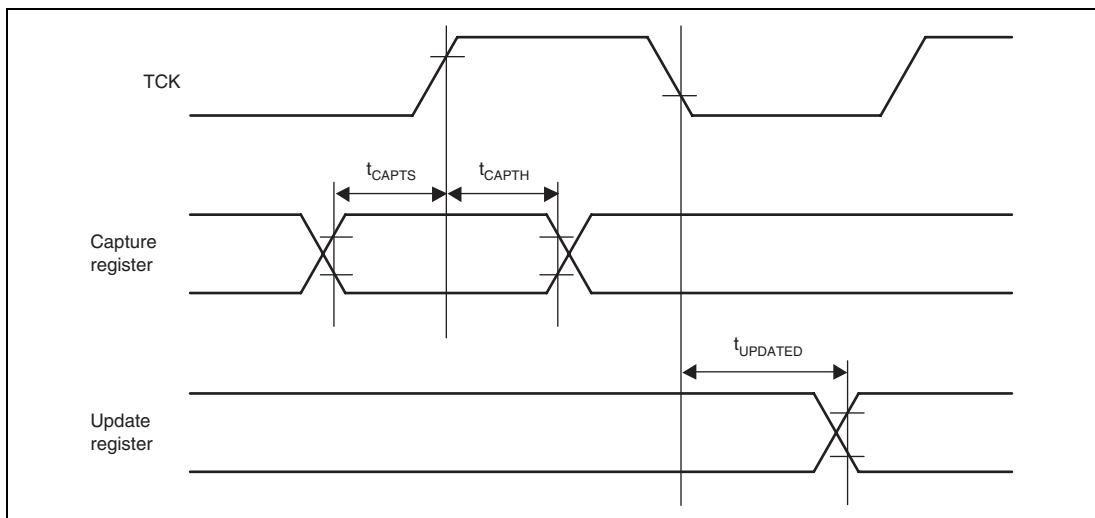 TCK
tCAPTS
tCAPTH
Capture
register
tUPDATED
Update
register